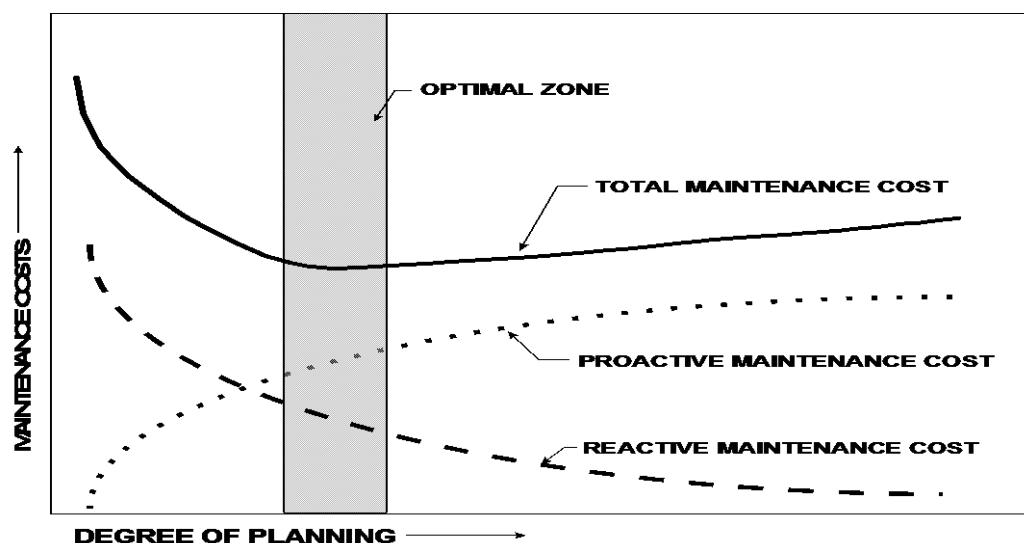 OPTIMAL ZONE
TOTAL MAINTENANCE COST
MAINTENANCE COSTS
PROACTIVE MAINTENANCE COST
REACTIVE MAINTENANCE COST
DEGREE OF PLANNING